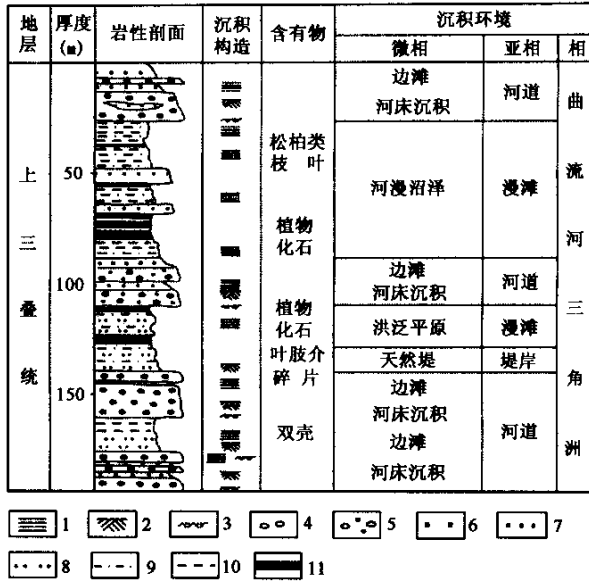 地层
厚度
(m)
岩性剖面
沉积
构造
含有物
沉积环境
微相
亚相
相
上三叠统
50
100
150
松柏类
枝 叶
植物
化石
植物
化石
叶肢介
碎 片
双壳
边滩
河床沉积
河漫沼泽
边滩
河床沉积
洪泛平原
天然堤
边滩
河床沉积
边滩
河床沉积
河道
漫滩
河道
漫滩
堤岸
河道
曲流河三角洲
1
2
3
4
5
6
7
8
9
10
11